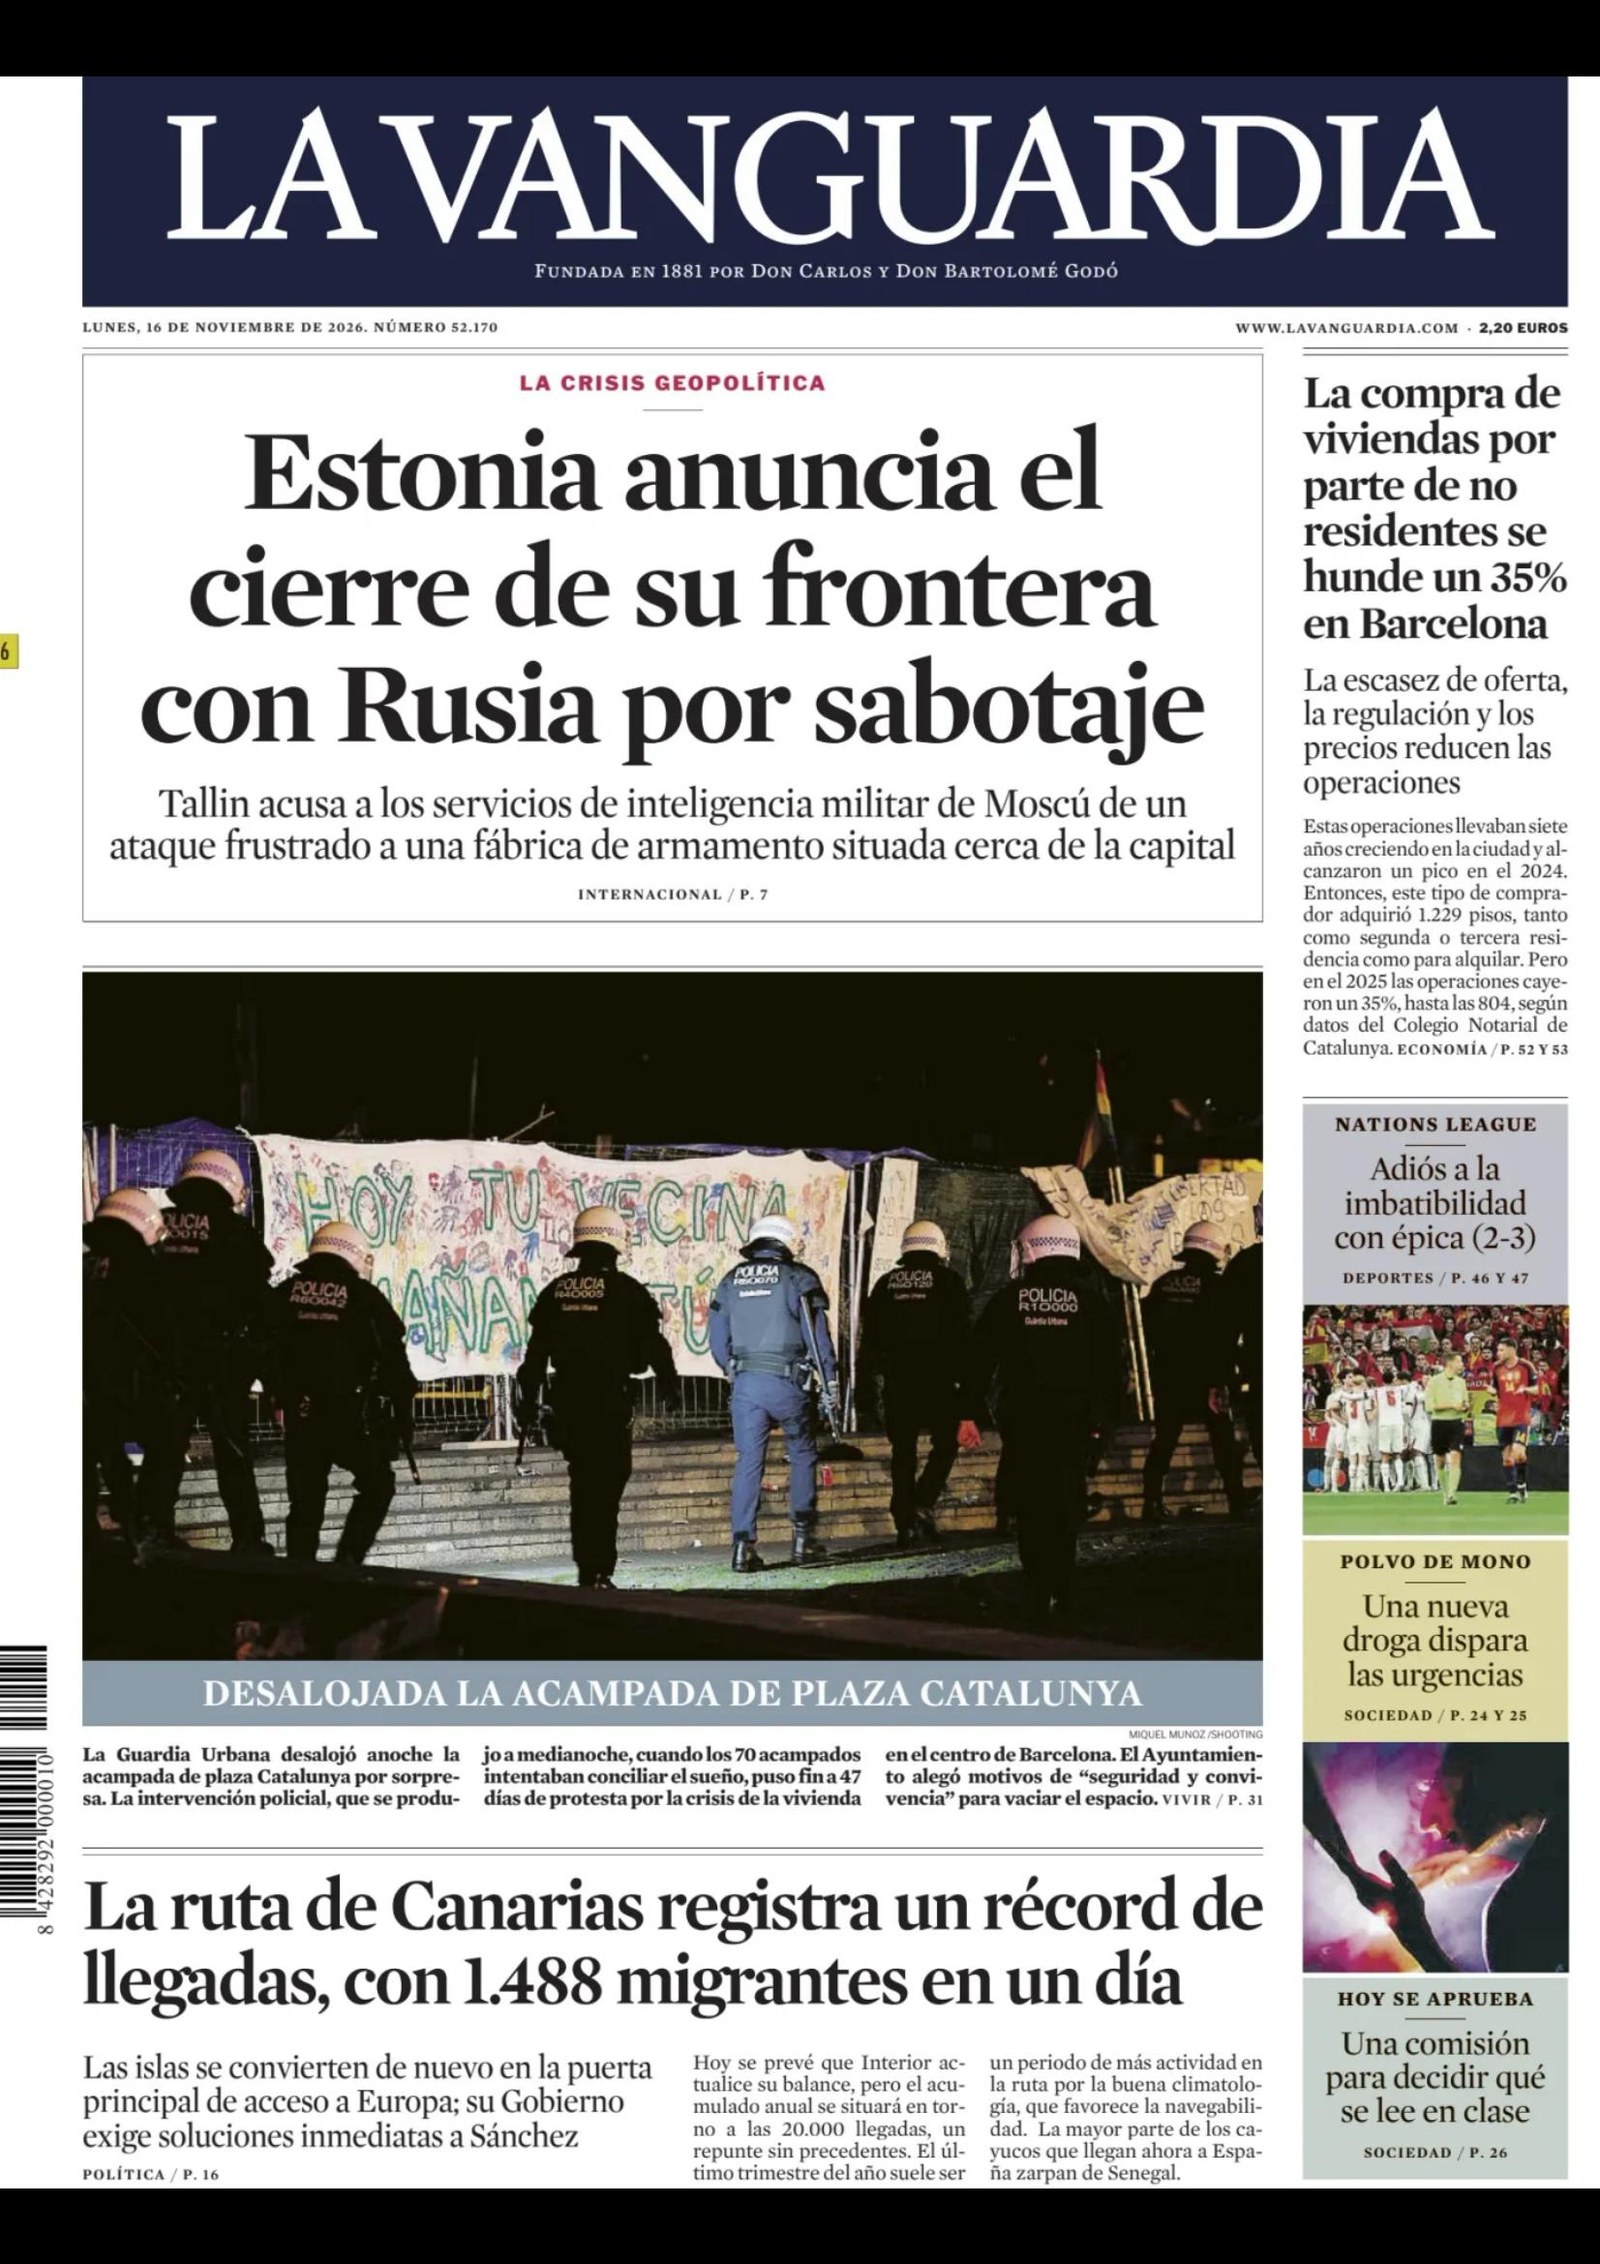 LA VANGUARDIA
FUNDADA EN 1881 POR DON CARLOS Y DON BARTOLOMÉ GODÓ
LUNES, 16 DE NOVIEMBRE DE 2026. NÚMERO 52.170
WWW.LAVANGUARDIA.COM · 2,20 EUROS
LA CRISIS GEOPOLÍTICA
Estonia anuncia el
cierre de su frontera
con Rusia por sabotaje
Tallin acusa a los servicios de inteligencia militar de Moscú de un
ataque frustrado a una fábrica de armamento situada cerca de la capital
INTERNACIONAL / P. 7
La compra de
viviendas por
parte de no
residentes se
hunde un 35%
en Barcelona
La escasez de oferta,
la regulación y los
precios reducen las
operaciones
Estas operaciones llevaban siete
años creciendo en la ciudad y al-
canzaron un pico en el 2024.
Entonces, este tipo de compra-
dor adquirió 1.229 pisos, tanto
como segunda o tercera resi-
dencia como para alquilar. Pero
en el 2025 las operaciones caye-
ron un 35%, hasta las 804, según
datos del Colegio Notarial de
Catalunya. ECONOMÍA / P. 52 Y 53
6
HOY TU VECINA
MAÑANA TÚ
LIBERTAD
POLICIA
POLICIA
R60042
POLICIA
R40005
Guàrdia Urbana
POLICIA
R60070
POLICIA
R60120
POLICIA
R10000
Guàrdia Urbana
DESALOJADA LA ACAMPADA DE PLAZA CATALUNYA
MIQUEL MUNOZ /SHOOTING
La Guardia Urbana desalojó anoche la
acampada de plaza Catalunya por sorpre-
sa. La intervención policial, que se produ-
jo a medianoche, cuando los 70 acampados
intentaban conciliar el sueño, puso fin a 47
días de protesta por la crisis de la vivienda
en el centro de Barcelona. El Ayuntamien-
to alegó motivos de “seguridad y convi-
vencia” para vaciar el espacio. VIVIR / P. 31
NATIONS LEAGUE
Adiós a la
imbatibilidad
con épica (2-3)
DEPORTES / P. 46 Y 47
POLVO DE MONO
Una nueva
droga dispara
las urgencias
SOCIEDAD / P. 24 Y 25
HOY SE APRUEBA
Una comisión
para decidir qué
se lee en clase
SOCIEDAD / P. 26
8 428292 000010
La ruta de Canarias registra un récord de
llegadas, con 1.488 migrantes en un día
Las islas se convierten de nuevo en la puerta
principal de acceso a Europa; su Gobierno
exige soluciones inmediatas a Sánchez
POLÍTICA / P. 16
Hoy se prevé que Interior ac-
tualice su balance, pero el acu-
mulado anual se situará en tor-
no a las 20.000 llegadas, un
repunte sin precedentes. El úl-
timo trimestre del año suele ser
un periodo de más actividad en
la ruta por la buena climatolo-
gía, que favorece la navegabili-
dad. La mayor parte de los ca-
yucos que llegan ahora a Espa-
ña zarpan de Senegal.